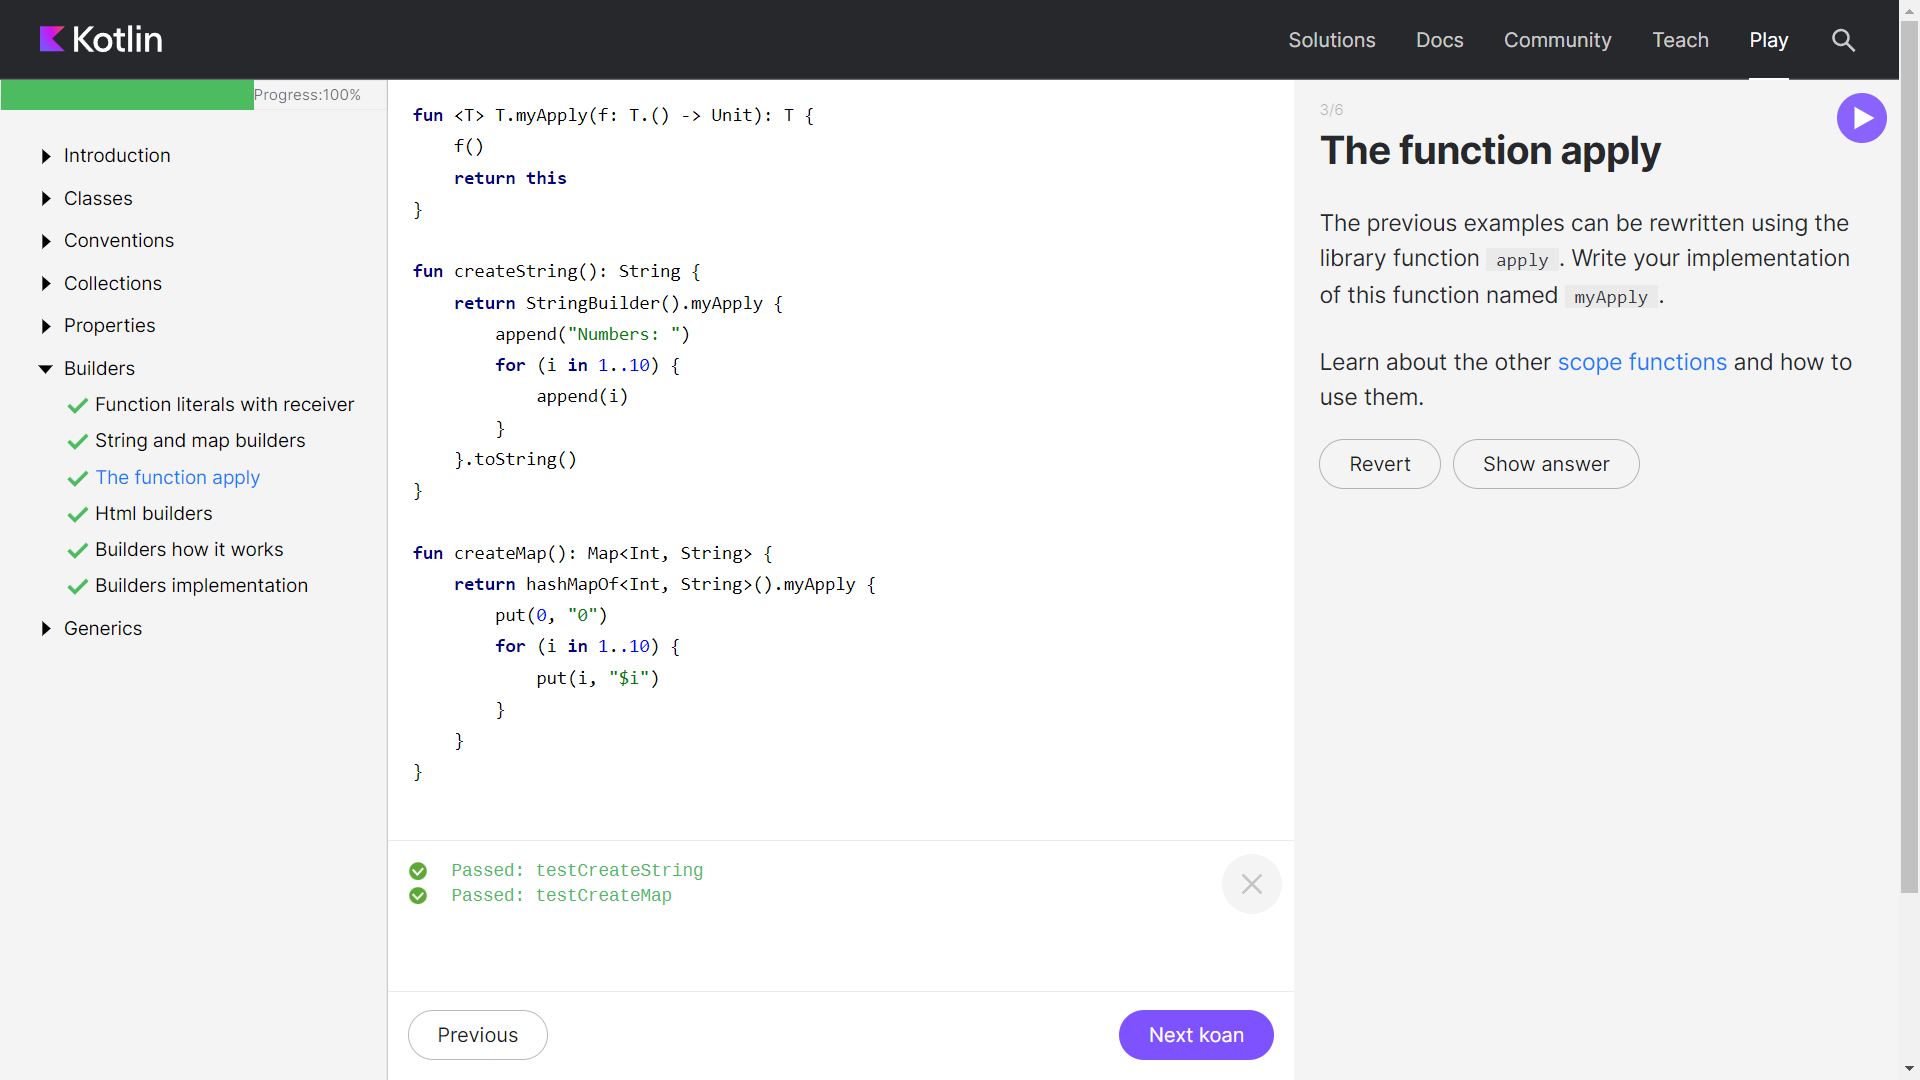 Kotlin
Solutions
Docs
Community
Teach
Play
Progress:100%
Introduction
Classes
Conventions
Collections
Properties
Builders
Function literals with receiver
String and map builders
The function apply
Html builders
Builders how it works
Builders implementation
Generics
fun <T> T.myApply(f: T.() -> Unit): T {
    f()
    return this
}
fun createString(): String {
    return StringBuilder().myApply {
        append("Numbers: ")
        for (i in 1..10) {
            append(i)
        }
    }.toString()
}
fun createMap(): Map<Int, String> {
    return hashMapOf<Int, String>().myApply {
        put(0, "0")
        for (i in 1..10) {
            put(i, "$i")
        }
    }
}
Passed: testCreateString
Passed: testCreateMap
Previous
Next koan
3/6
The function apply
The previous examples can be rewritten using the
library function apply . Write your implementation
of this function named myApply .
Learn about the other scope functions and how to
use them.
Revert
Show answer